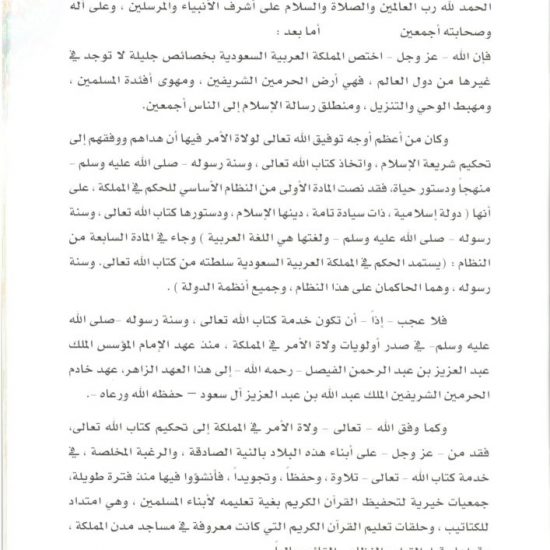 الحمد لله رب العالمين والصلاة والسلام على أشرف الأنبياء والمرسلين ، وعلى آله
وصحابته أجمعين أما بعد :
فإن الله - عز وجل - اختص المملكة العربية السعودية بخصائص جليلة لا توجد في
غيرها من دول العالم ، فهي أرض الحرمين الشريفين ، ومهوى أفئدة المسلمين ،
ومهبط الوحي والتنزيل ، ومنطلق رسالة الإسلام إلى الناس أجمعين.
وكان من أعظم أوجه توفيق الله تعالى لولاة الأمر فيها أن هداهم ووفقهم إلى
تحكيم شريعة الإسلام ، واتخاذ كتاب الله تعالى ، وسنة رسوله - صلى الله عليه وسلم -
منهجاً ودستور حياة، فقد نصت المادة الأولى من النظام الأساسي للحكم في المملكة ، على
أنها ( دولة إسلامية ، ذات سيادة تامة ، دينها الإسلام ، ودستورها كتاب الله تعالى ، وسنة
رسوله - صلى الله عليه وسلم - ولغتها هي اللغة العربية ) وجاء في المادة السابعة من
النظام : ( يستمد الحكم في المملكة العربية السعودية سلطته من كتاب الله تعالى. وسنة
رسوله ، وهما الحاكمان على هذا النظام ، وجميع أنظمة الدولة ) .
فلا عجب - إذاً - أن تكون خدمة كتاب الله تعالى ، وسنة رسوله -صلى الله
عليه وسلم- في صدر أولويات ولاة الأمر في المملكة ، منذ عهد الإمام المؤسس الملك
عبد العزيز بن عبد الرحمن الفيصل - رحمه الله - إلى هذا العهد الزاهر، عهد خادم
الحرمين الشريفين الملك عبد الله بن عبد العزيز آل سعود – حفظه الله ورعاه -.
وكما وفق الله - تعالى - ولاة الأمر في المملكة إلى تحكيم كتاب الله تعالى،
فقد من - عز وجل - على أبناء هذه البلاد بالنية الصادقة ، والرغبة المخلصة ، في
خدمة كتاب الله - تعالى - تلاوة ، وحفظاً ، وتجويداً ، فأنشؤوا فيها منذ فترة طويلة،
جمعيات خيرية لتحفيظ القرآن الكريم بغية تعليمه لأبناء المسلمين ، وهي امتداد
للكتاتيب ، وحلقات تعليم القرآن الكريم التي كانت معروفة في مساجد مدن المملكة ،